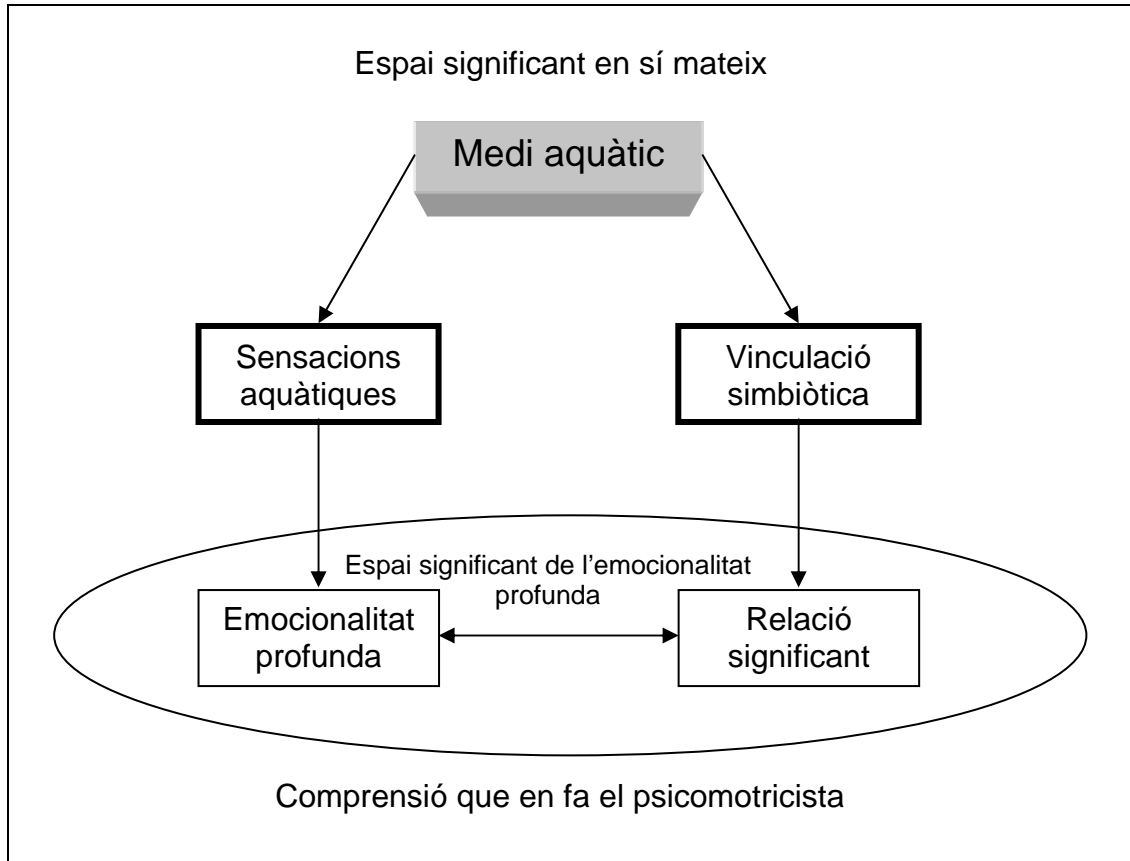 Espai significant en sí mateix
Medi aquàtic
Sensacions
aquàtiques
Vinculació
simbiòtica
Espai significant de l'emocionalitat
profunda
Emocionalitat
profunda
Relació
significant
Comprensió que en fa el psicomotricista